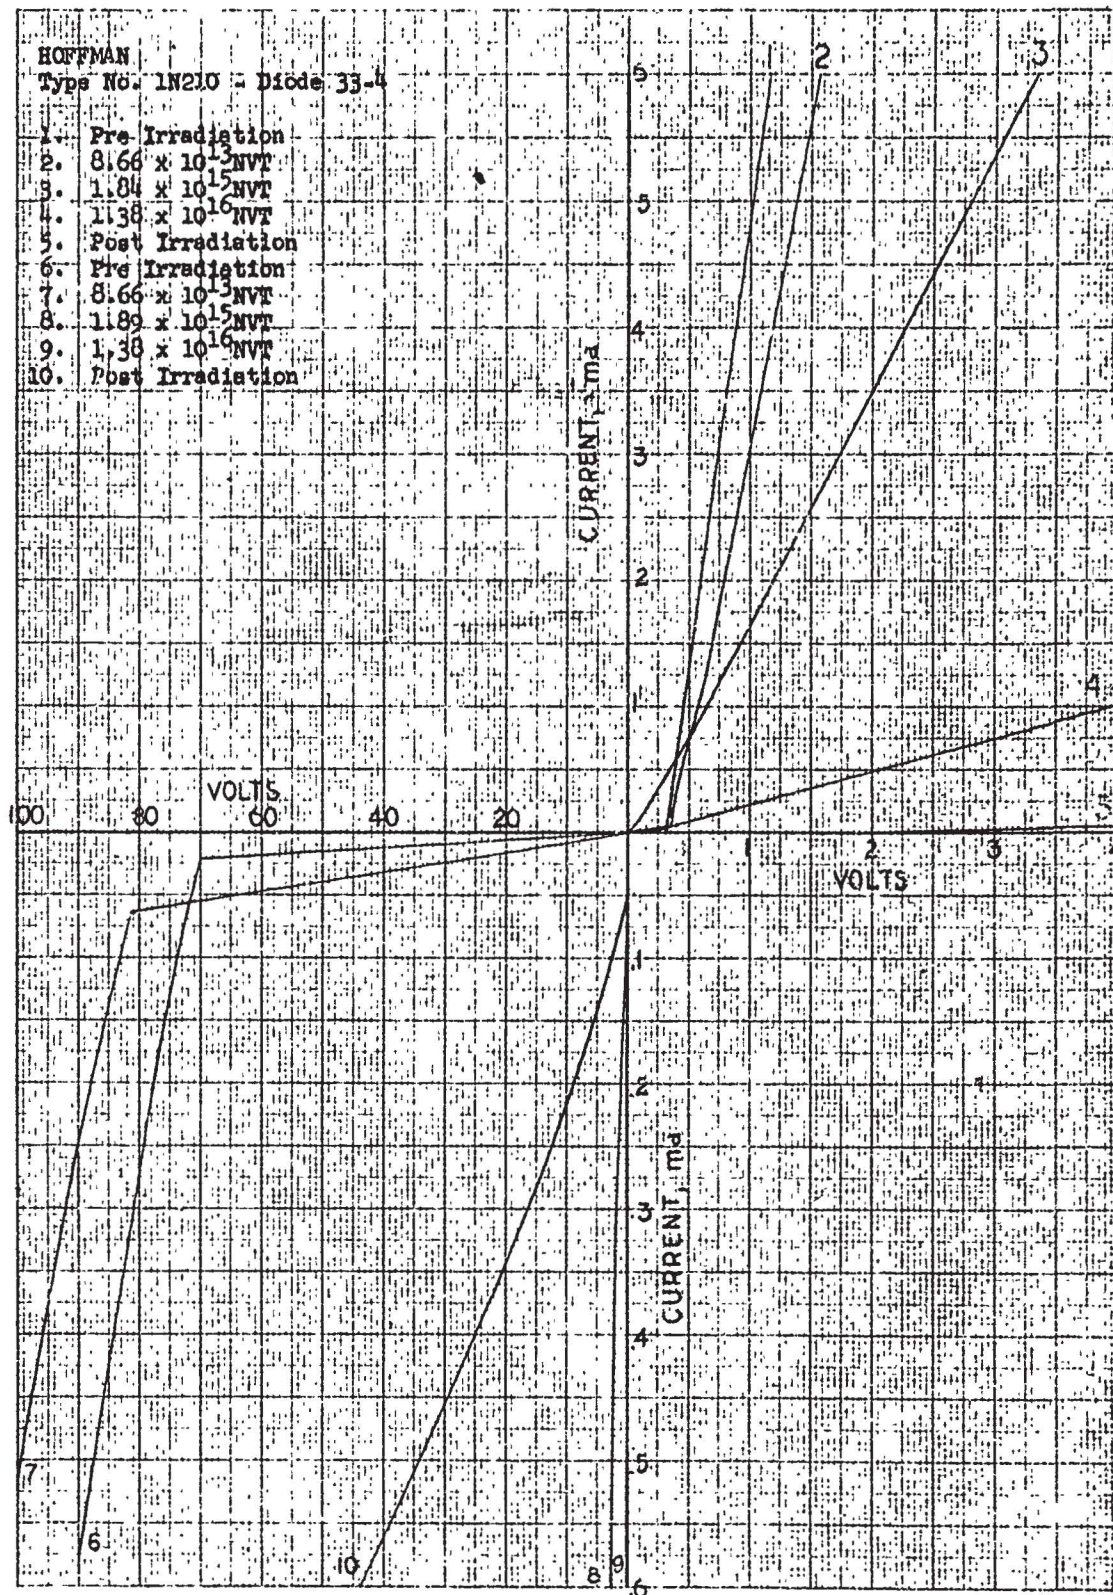 HOFFMAN
Type No. 1N210 - Diode 33-4
1. Pre Irradiation
2. 8.66 x 10^13 NVT
3. 1.84 x 10^15 NVT
4. 1.38 x 10^16 NVT
5. Post Irradiation
6. Pre Irradiation
7. 8.66 x 10^13 NVT
8. 1.89 x 10^15 NVT
9. 1.38 x 10^16 NVT
10. Post Irradiation
2 3
6
5
4
CURRENT, ma
3
2
1
4
VOLTS
100 80 60 20
5
1 2 3
VOLTS
.1
.2
CURRENT, ma
.3
.4
.5
7
6
10 8 9
.6